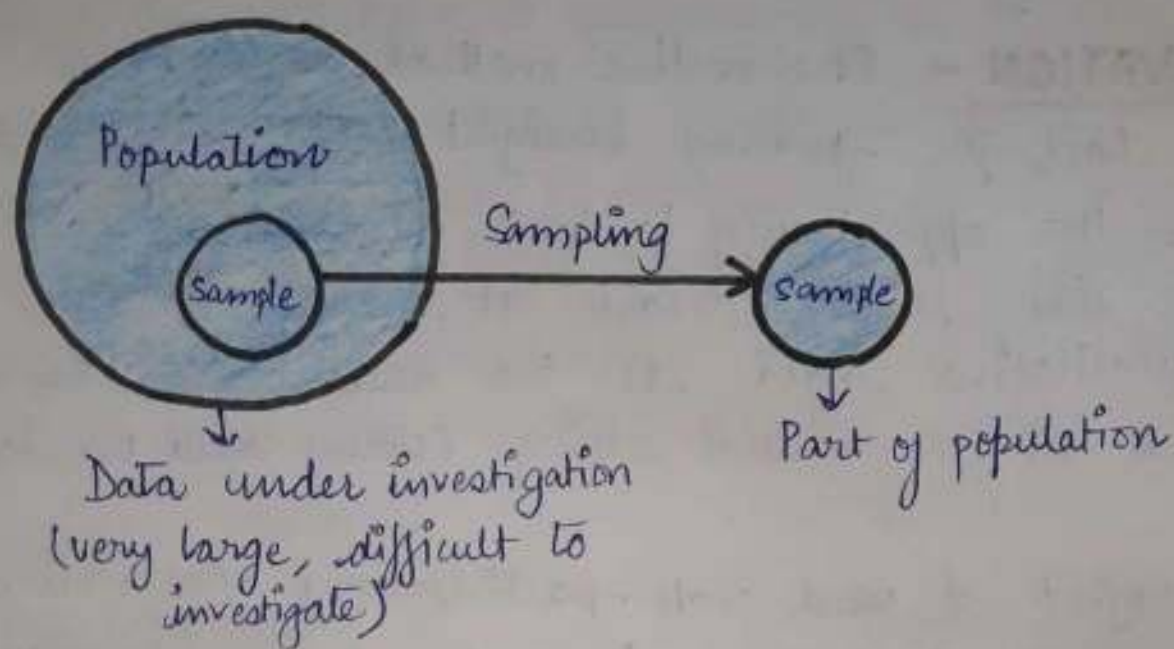 Population
Sample
Sampling
Sample
Data under investigation
(very large, difficult to
investigate)
Part of population